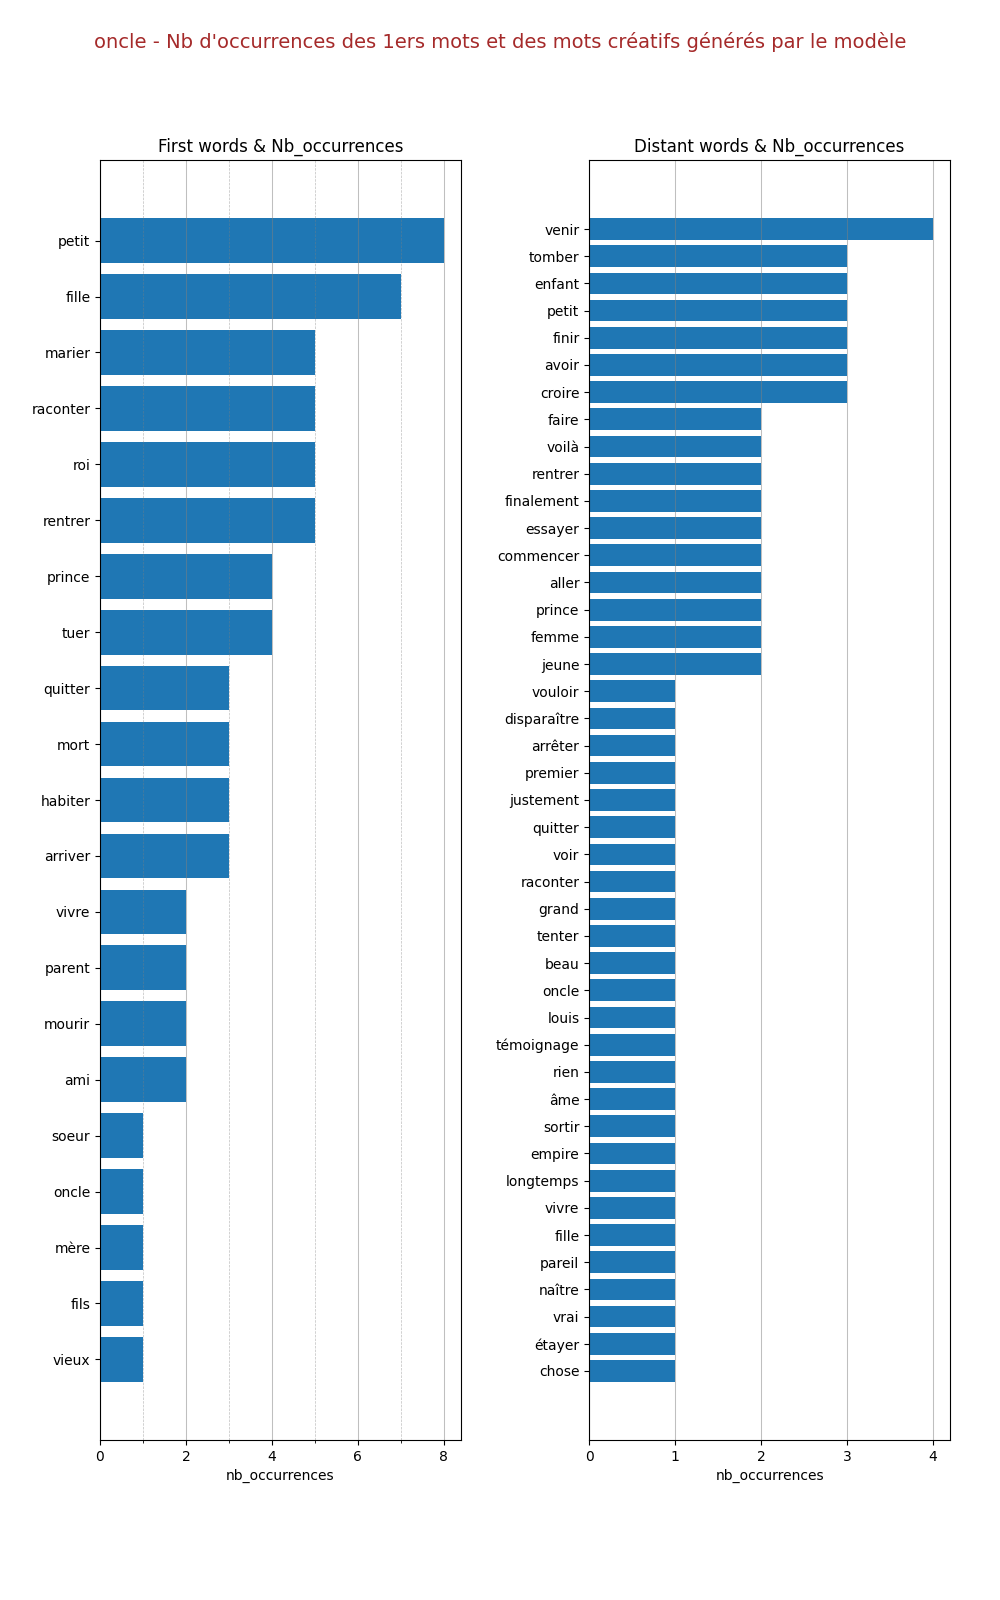 oncle - Nb d'occurrences des 1ers mots et des mots créatifs générés par le modèle
First words & Nb_occurrences
petit
fille
marier
raconter
roi
rentrer
prince
tuer
quitter
mort
habiter
arriver
vivre
parent
mourir
ami
soeur
oncle
mère
fils
vieux
0 2 4 6 8
nb_occurrences
Distant words & Nb_occurrences
venir
tomber
enfant
petit
finir
avoir
croire
faire
voilà
rentrer
finalement
essayer
commencer
aller
prince
femme
jeune
vouloir
disparaître
arrêter
premier
justement
quitter
voir
raconter
grand
tenter
beau
oncle
louis
témoignage
rien
âme
sortir
empire
longtemps
vivre
fille
pareil
naître
vrai
étayer
chose
0 1 2 3 4
nb_occurrences